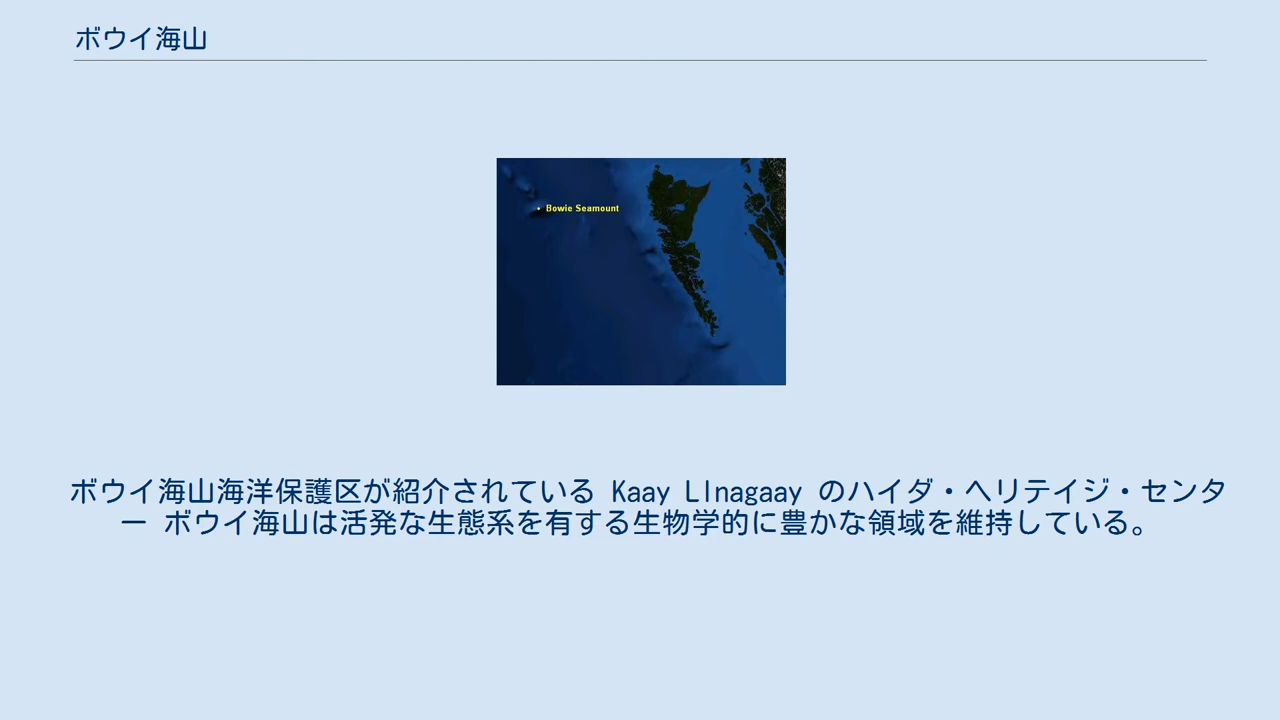 ボウイ海山
Bowie Seamount
ボウイ海山海洋保護区が紹介されている Kaay Llnagaay のハイダ・ヘリテイジ・センタ
ー ボウイ海山は活発な生態系を有する生物学的に豊かな領域を維持している。